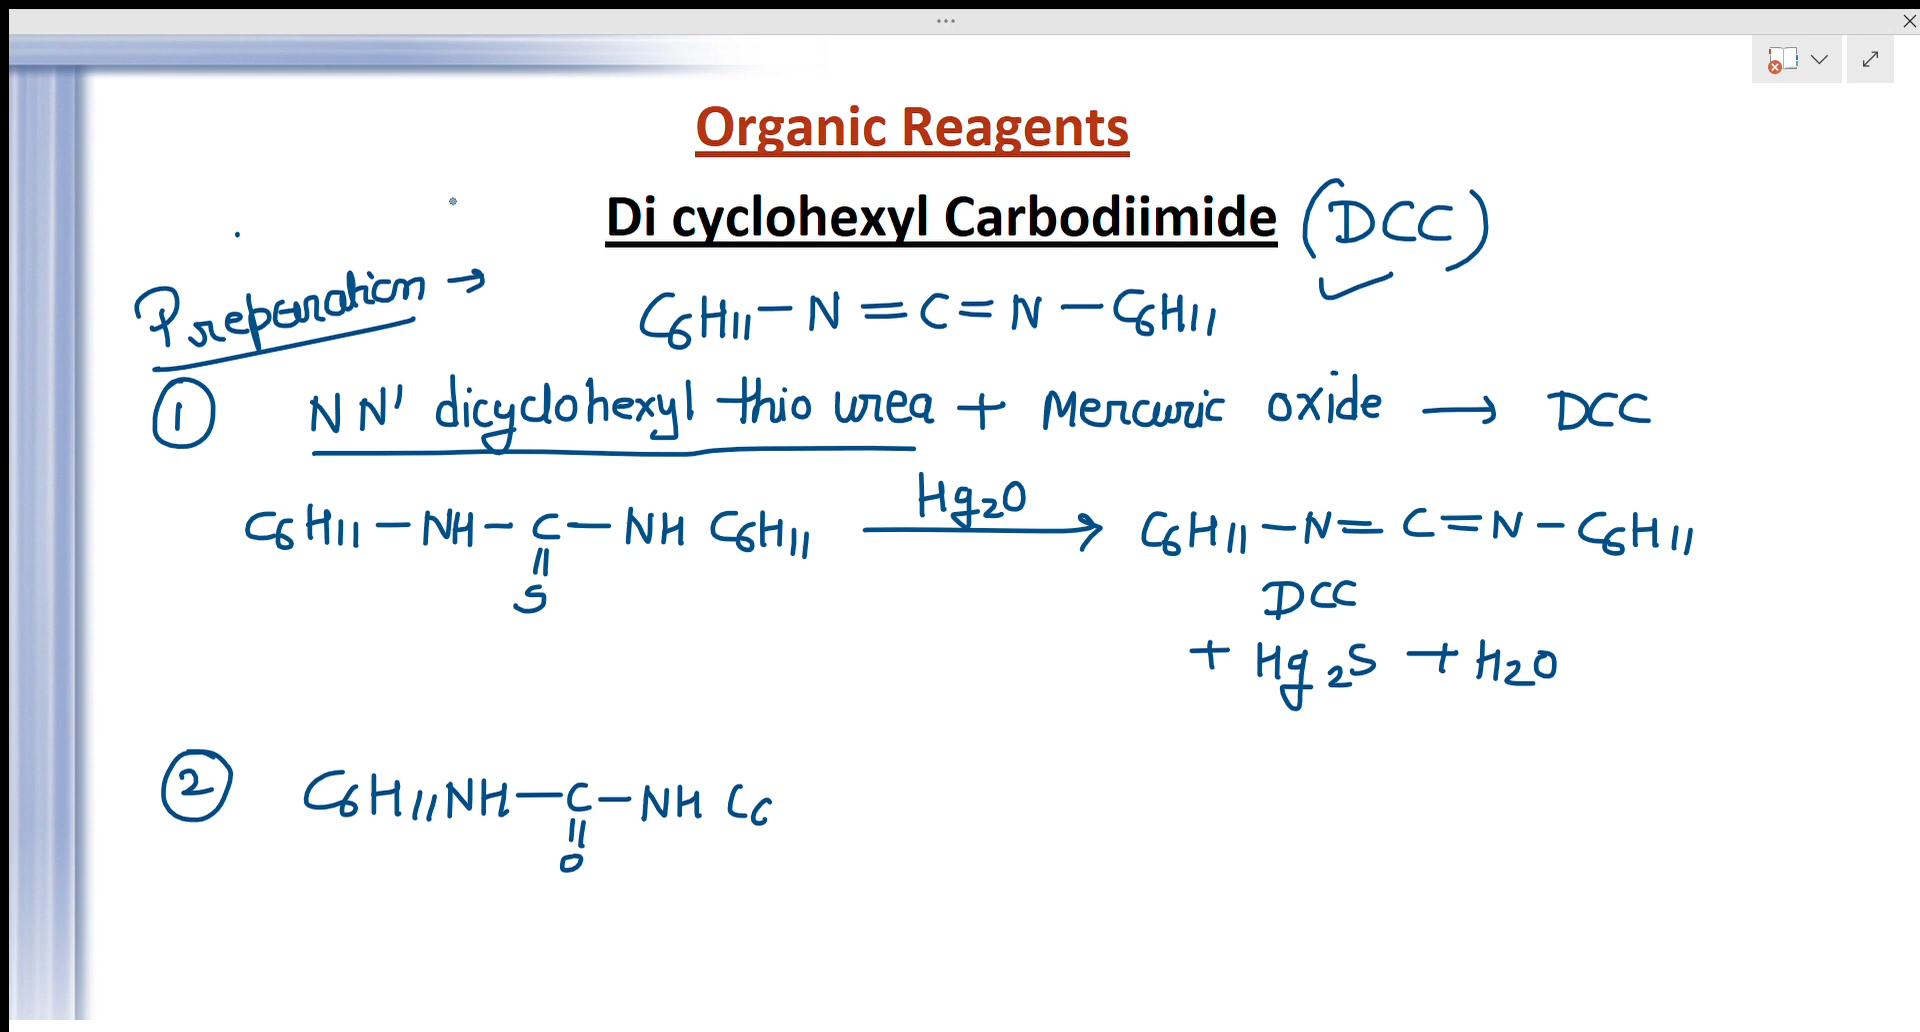 Organic Reagents
Di cyclohexyl Carbodiimide (DCC)
Preparation →
C6H11 – N = C = N – C6H11
① N N' dicyclohexyl thio urea + Mercuric oxide → DCC
C6H11 – NH – C – NH C6H11 → C6H11 – N = C = N – C6H11
Hg2O
||
S
DCC
+ Hg2S + H2O
② C6H11NH – C – NH C6
||
O